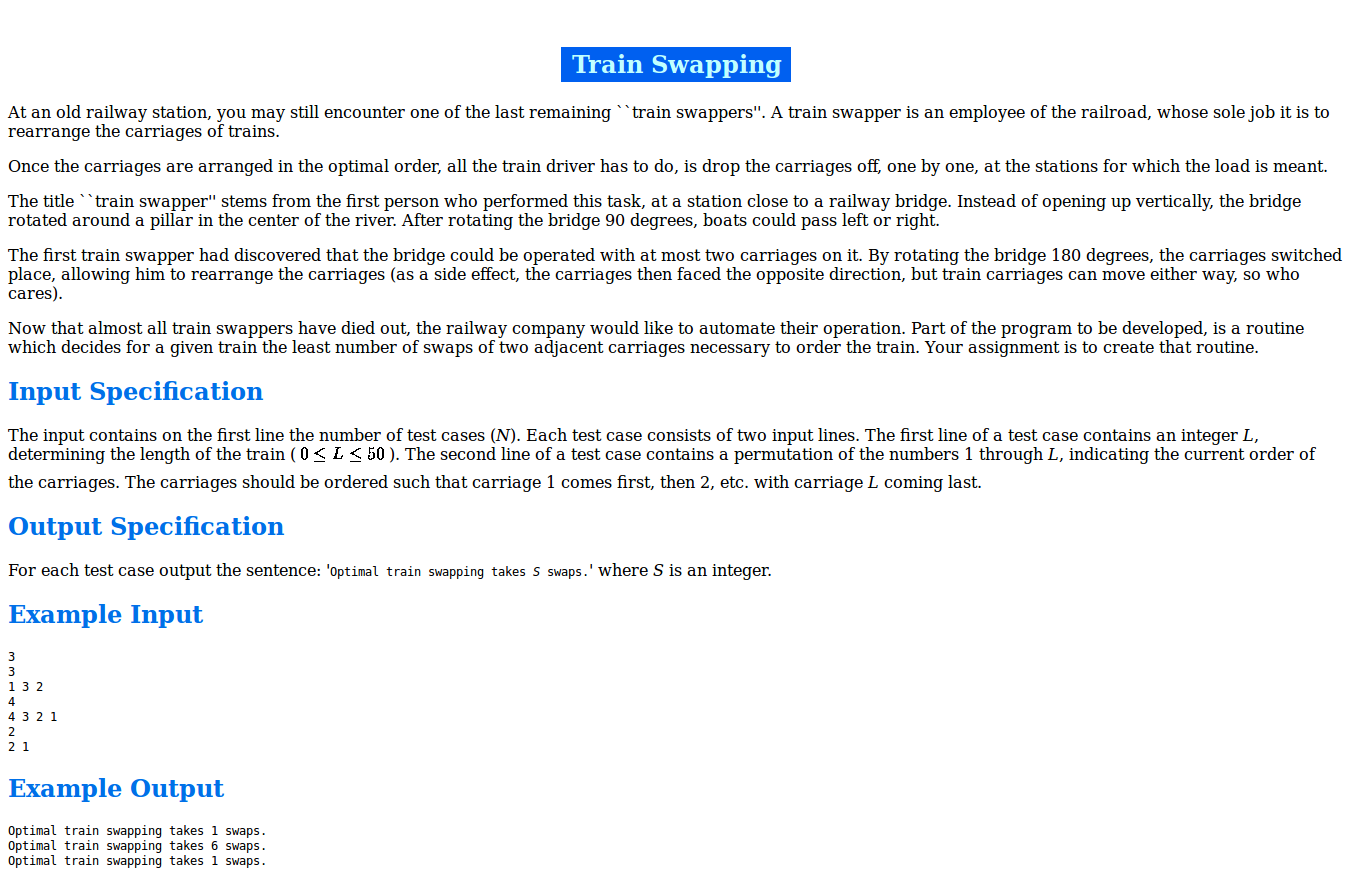 Train Swapping
At an old railway station, you may still encounter one of the last remaining ``train swappers''. A train swapper is an employee of the railroad, whose sole job it is to
rearrange the carriages of trains.
Once the carriages are arranged in the optimal order, all the train driver has to do, is drop the carriages off, one by one, at the stations for which the load is meant.
The title ``train swapper'' stems from the first person who performed this task, at a station close to a railway bridge. Instead of opening up vertically, the bridge
rotated around a pillar in the center of the river. After rotating the bridge 90 degrees, boats could pass left or right.
The first train swapper had discovered that the bridge could be operated with at most two carriages on it. By rotating the bridge 180 degrees, the carriages switched
place, allowing him to rearrange the carriages (as a side effect, the carriages then faced the opposite direction, but train carriages can move either way, so who
cares).
Now that almost all train swappers have died out, the railway company would like to automate their operation. Part of the program to be developed, is a routine
which decides for a given train the least number of swaps of two adjacent carriages necessary to order the train. Your assignment is to create that routine.
Input Specification
The input contains on the first line the number of test cases (N). Each test case consists of two input lines. The first line of a test case contains an integer L,
determining the length of the train ( 0 ≤ L ≤ 50 ). The second line of a test case contains a permutation of the numbers 1 through L, indicating the current order of
the carriages. The carriages should be ordered such that carriage 1 comes first, then 2, etc. with carriage L coming last.
Output Specification
For each test case output the sentence: 'Optimal train swapping takes S swaps.' where S is an integer.
Example Input
3
3
1 3 2
4
4 3 2 1
2
2 1
Example Output
Optimal train swapping takes 1 swaps.
Optimal train swapping takes 6 swaps.
Optimal train swapping takes 1 swaps.